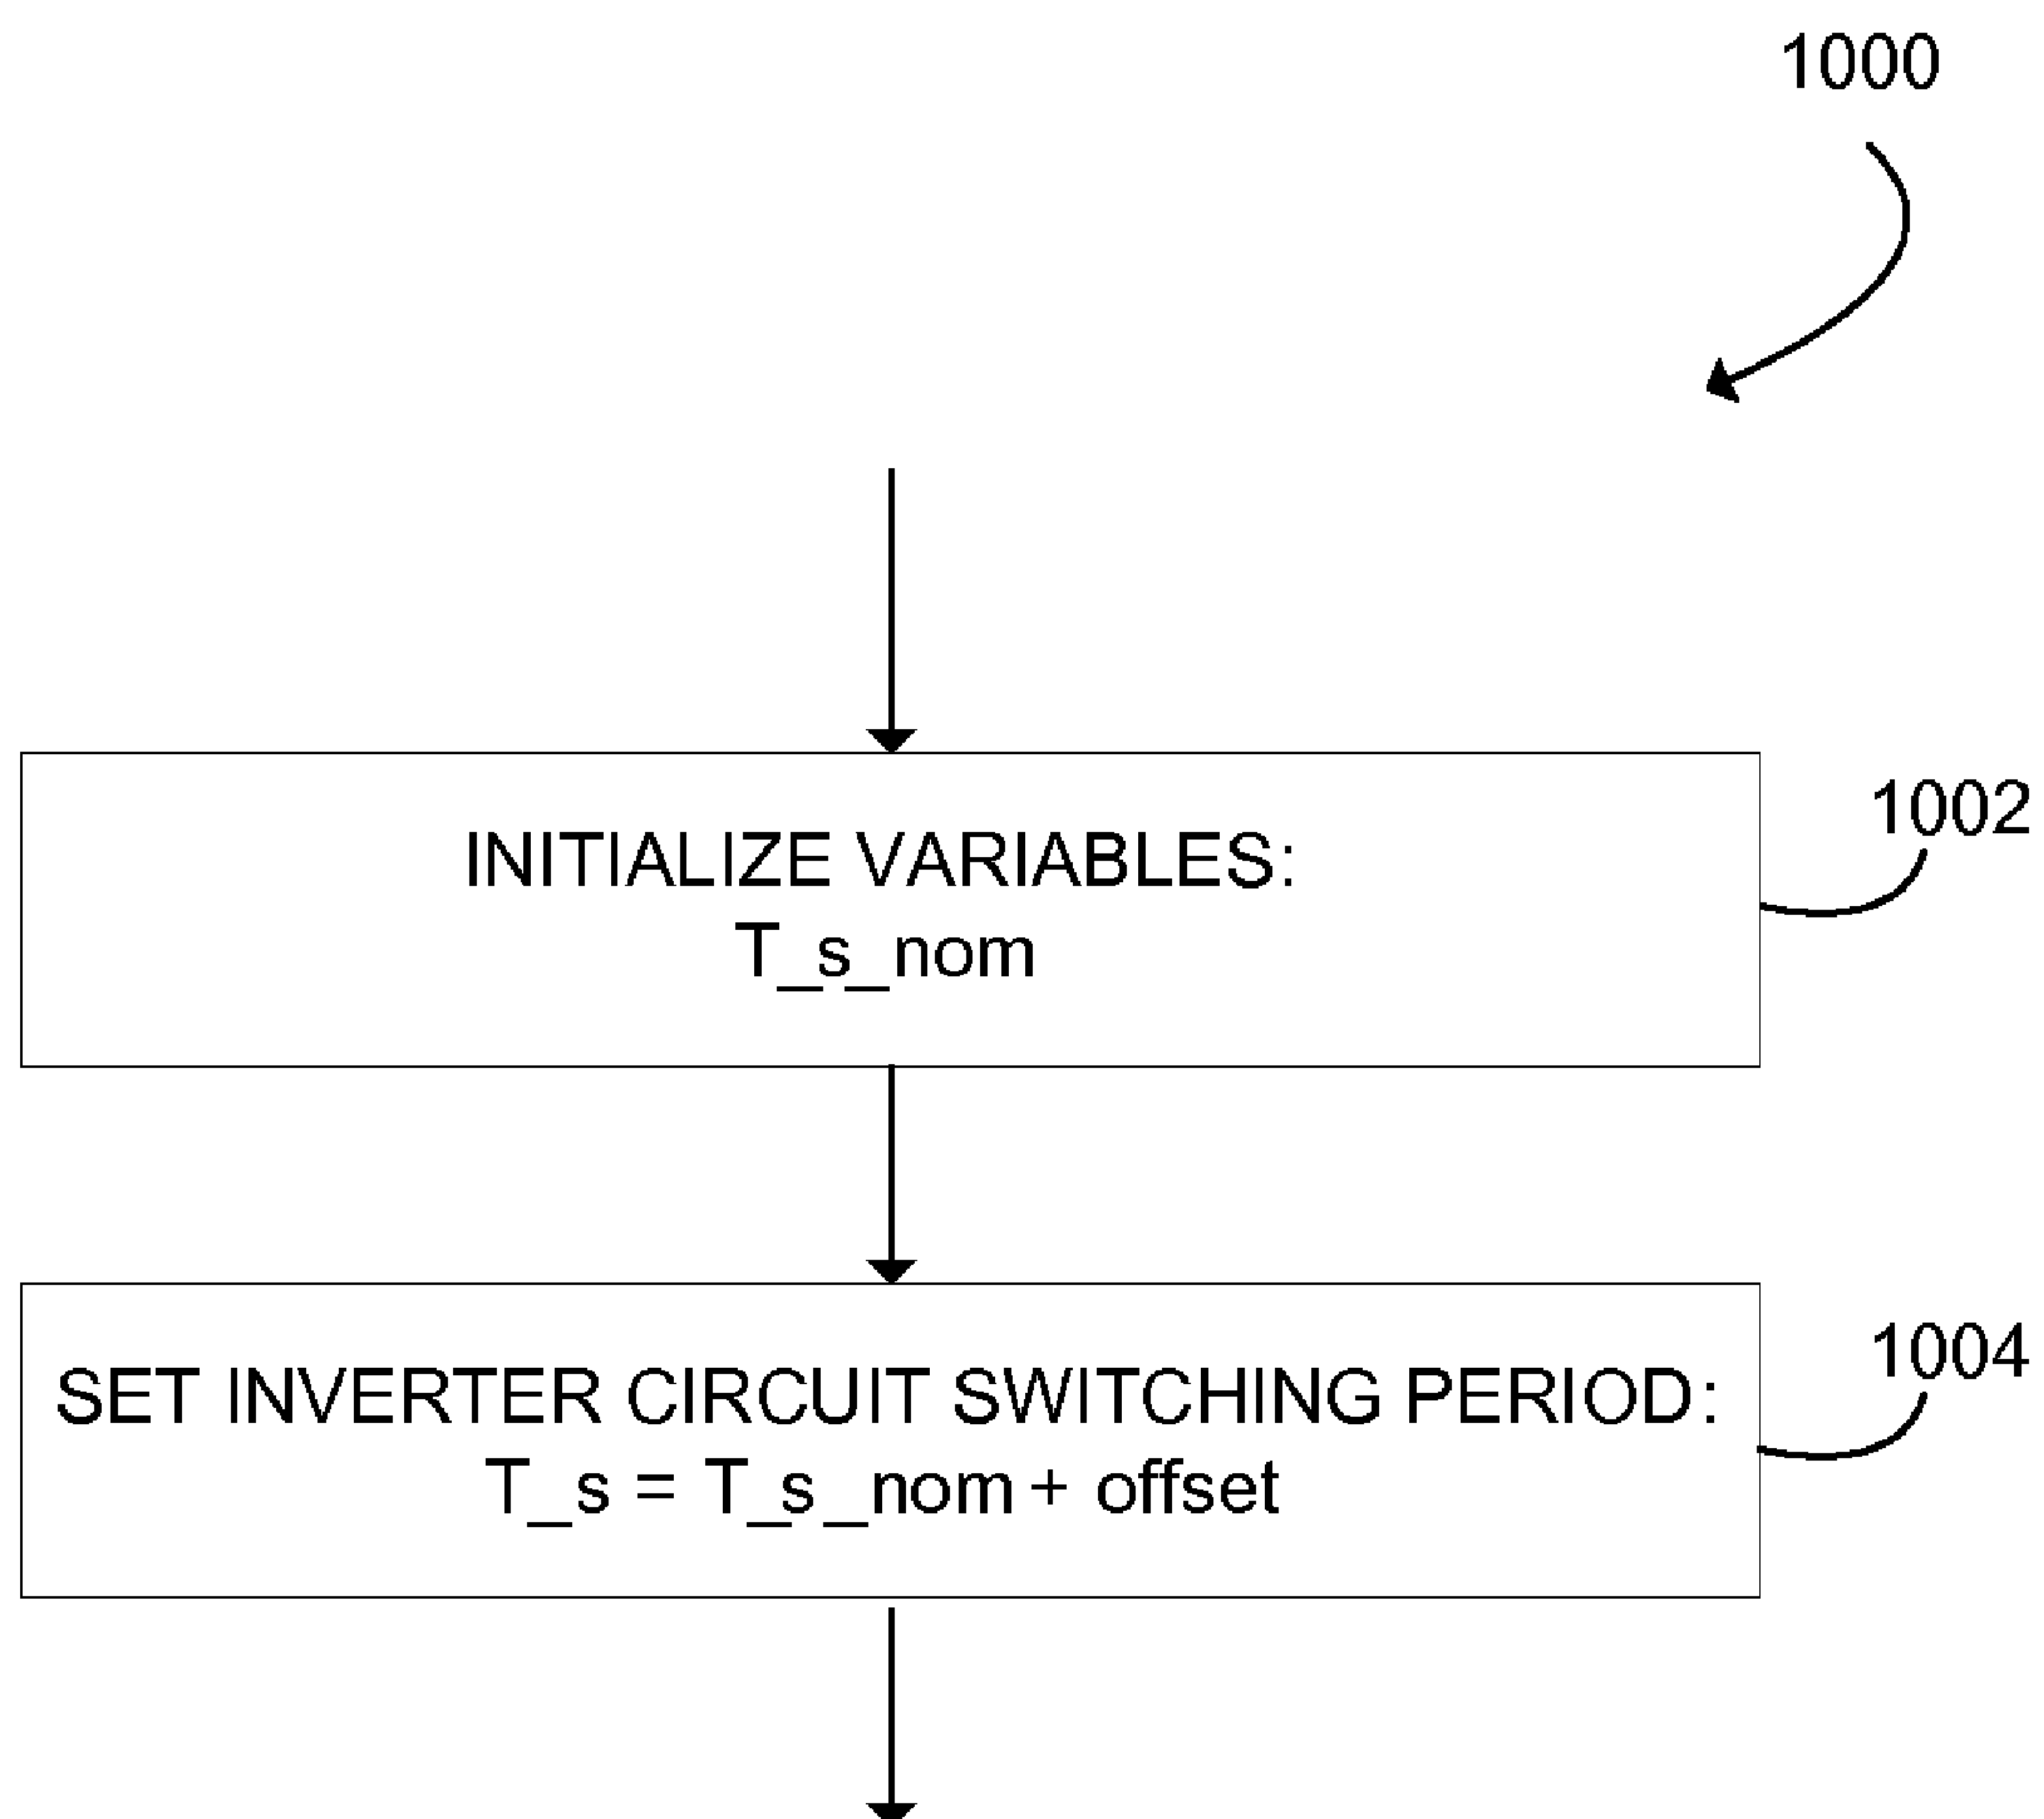 1000
INITIALIZE VARIABLES:
T_s_nom
1002
SET INVERTER CIRCUIT SWITCHING PERIOD:
T_s = T_s_nom + offset
1004